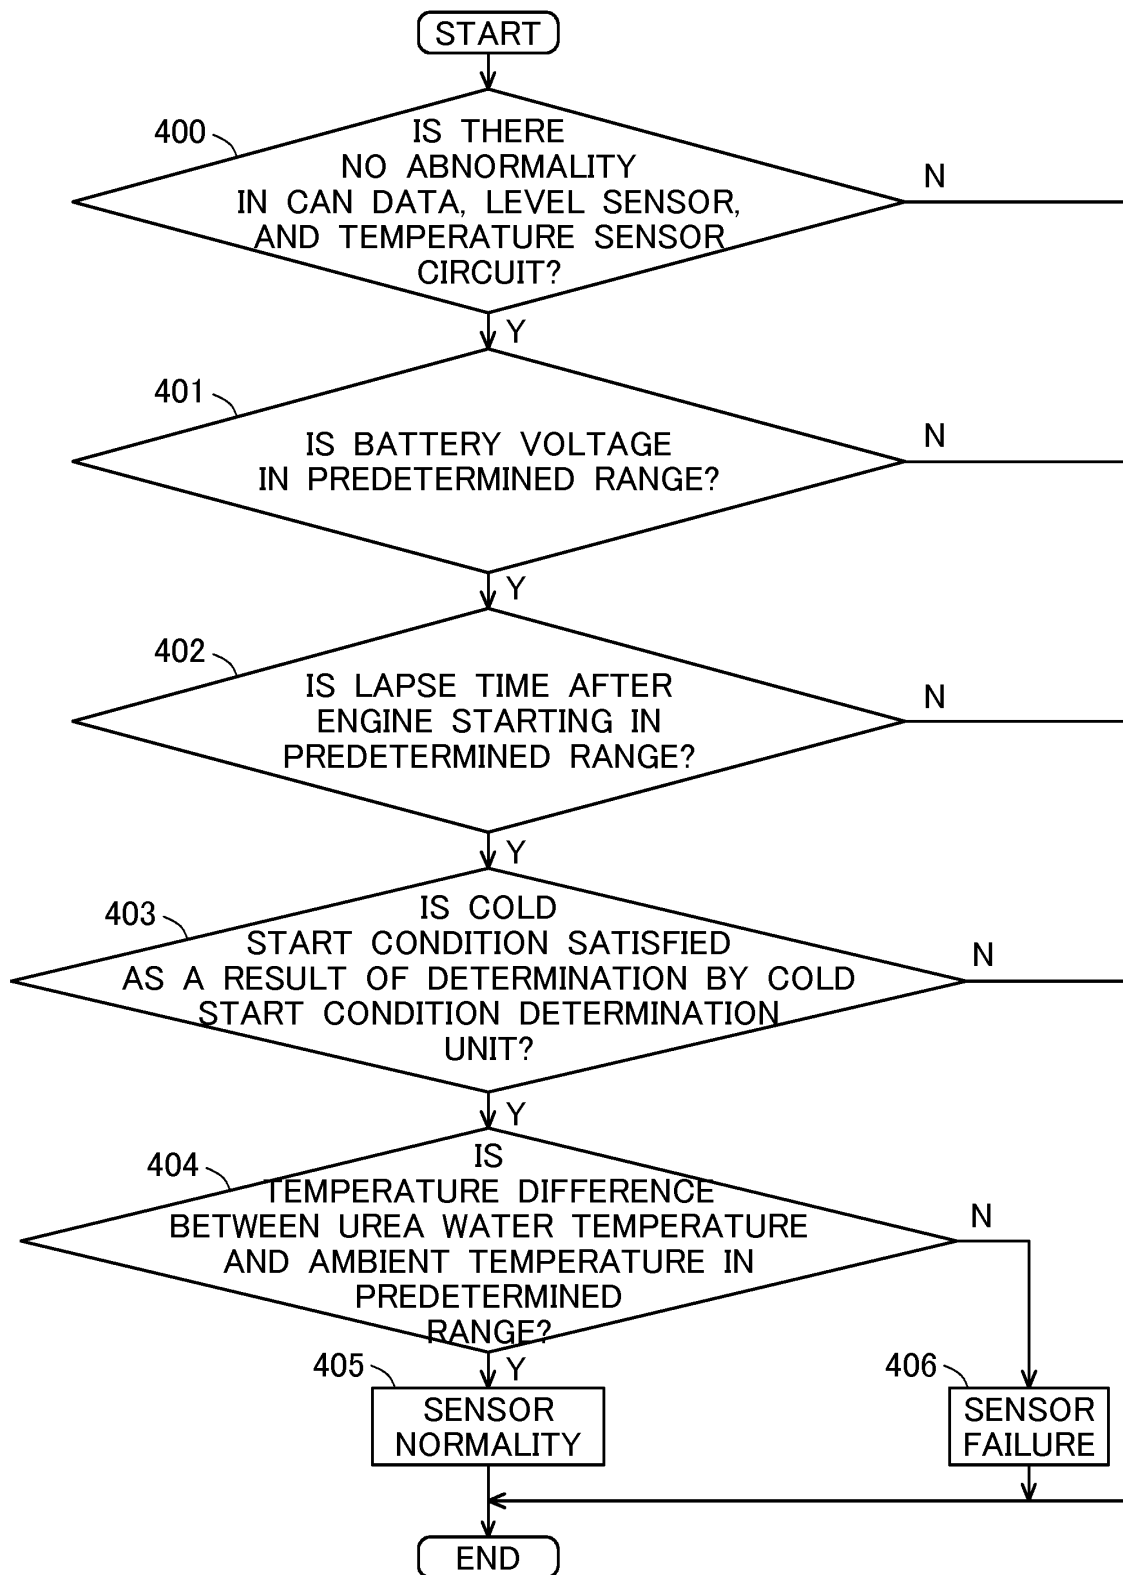 START
400
IS THERE
NO ABNORMALITY
IN CAN DATA, LEVEL SENSOR,
AND TEMPERATURE SENSOR
CIRCUIT?
N
Y
401
IS BATTERY VOLTAGE
IN PREDETERMINED RANGE?
N
Y
402
IS LAPSE TIME AFTER
ENGINE STARTING IN
PREDETERMINED RANGE?
N
Y
403
IS COLD
START CONDITION SATISFIED
AS A RESULT OF DETERMINATION BY COLD
START CONDITION DETERMINATION
UNIT?
N
Y
404
IS
TEMPERATURE DIFFERENCE
BETWEEN UREA WATER TEMPERATURE
AND AMBIENT TEMPERATURE IN
PREDETERMINED
RANGE?
N
Y
405
SENSOR
NORMALITY
406
SENSOR
FAILURE
END